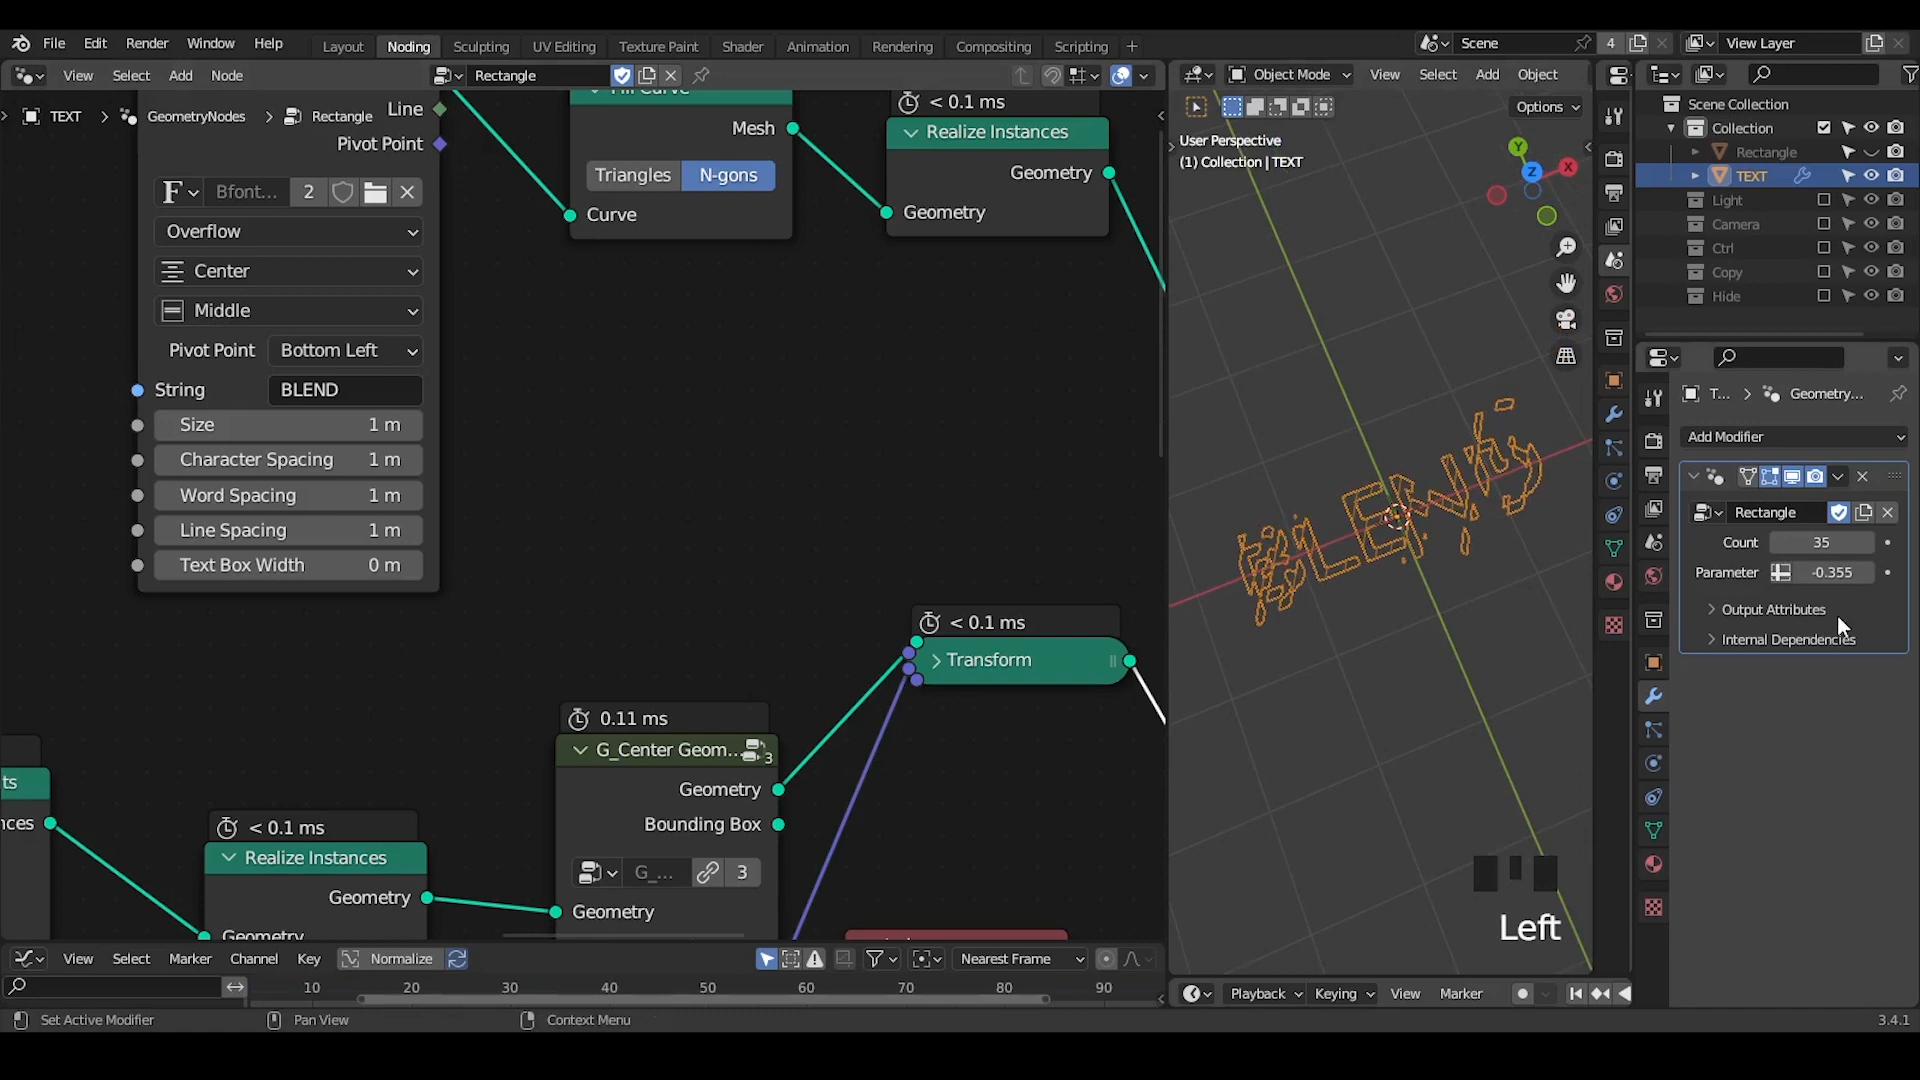 File Edit Render Window Help Layout Noding Sculpting UV Editing Texture Paint Shader Animation Rendering Compositing Scripting + Scene 4 View Layer
View Select Add Node Rectangle Object Mode View Select Add Object
TEXT > GeometryNodes > Rectangle
Options
Line
Pivot Point
Bfont... 2
Overflow
Center
Middle
Pivot Point Bottom Left
String BLEND
Size 1 m
Character Spacing 1 m
Word Spacing 1 m
Line Spacing 1 m
Text Box Width 0 m
Fill Curve
Mesh
Triangles N-gons
Curve
< 0.1 ms
Realize Instances
Geometry
Geometry
< 0.1 ms
Transform
0.11 ms
G_Center Geom... 3
Geometry
Bounding Box
G_... 3
Geometry
ts
nces
< 0.1 ms
Realize Instances
Geometry
Geometry
User Perspective
(1) Collection | TEXT
Y
X
Z
BLEND
Left
Scene Collection
Collection
Rectangle
TEXT
Light
Camera
Ctrl
Copy
Hide
T... > Geometry...
Add Modifier
Rectangle
Count 35
Parameter -0.355
Output Attributes
Internal Dependencies
View Select Marker Channel Key Normalize Nearest Frame
10 20 30 40 50 60 70 80 90
Playback Keying View Marker
Set Active Modifier Pan View Context Menu 3.4.1